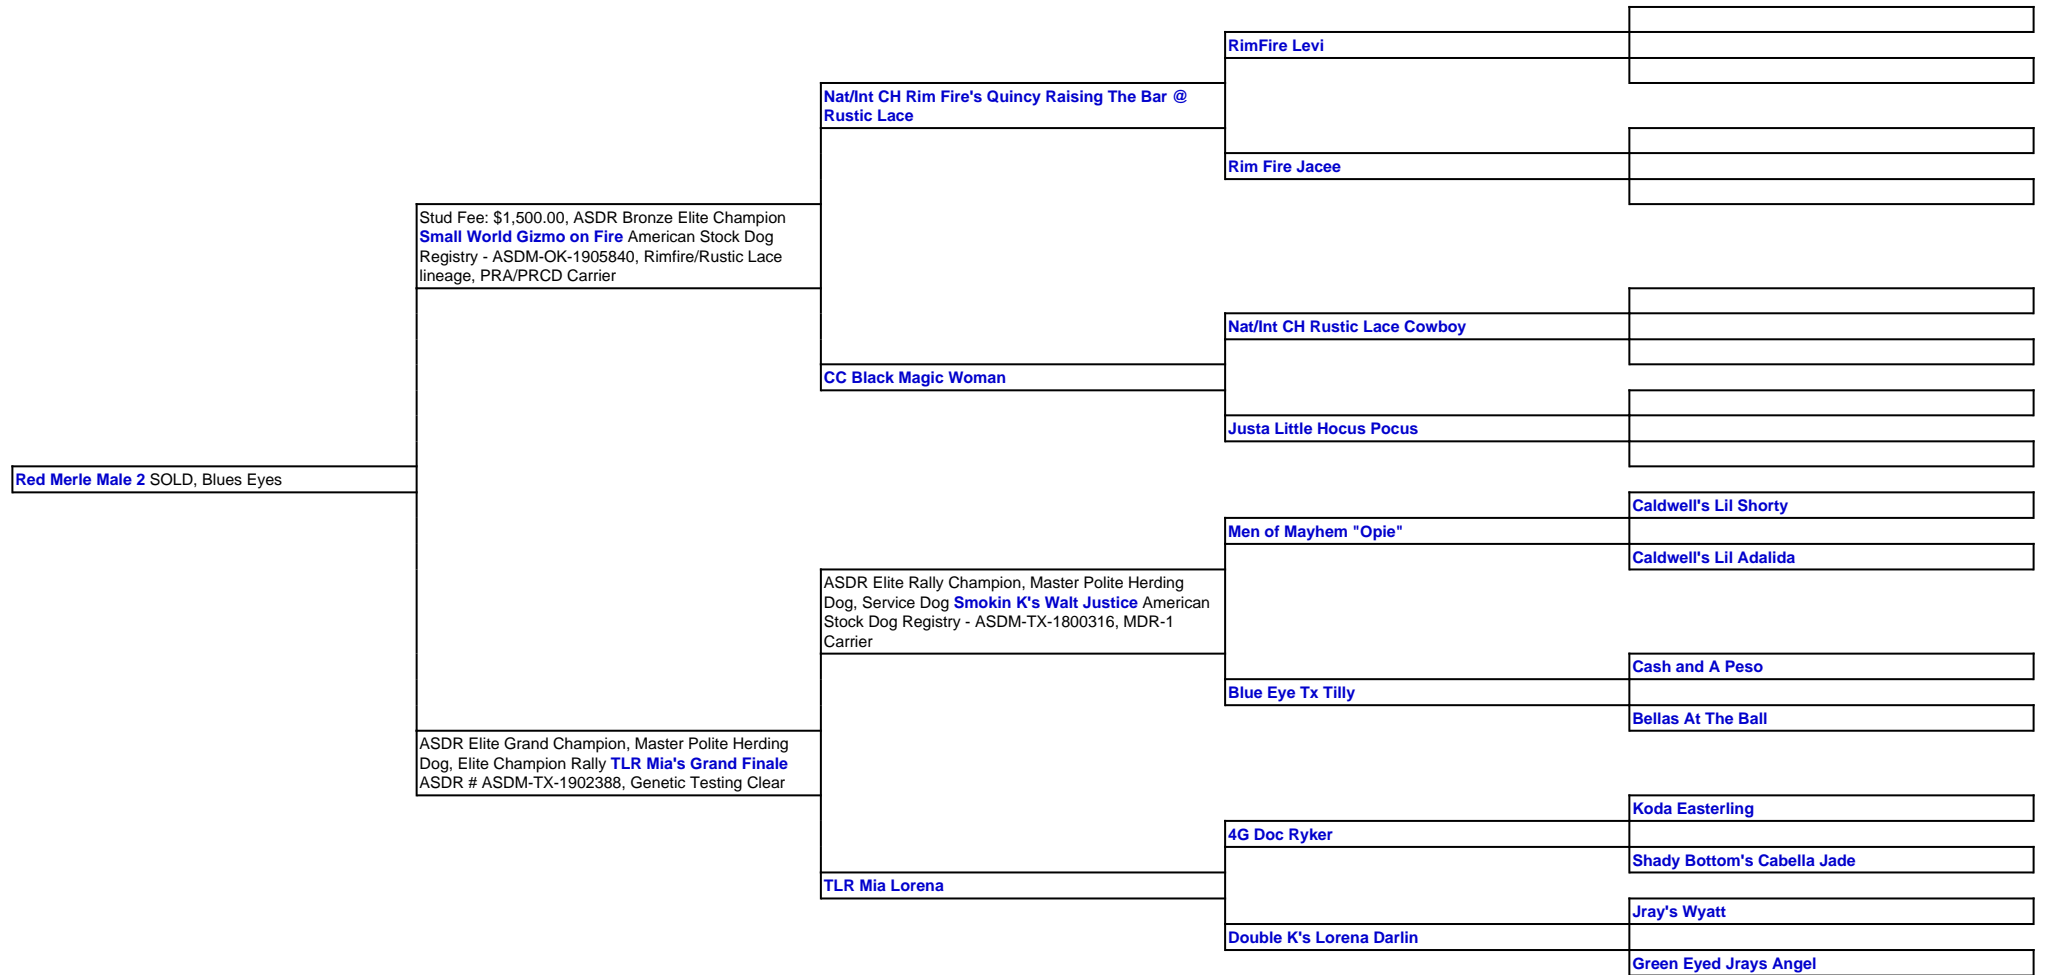 RimFire Levi
Nat/Int CH Rim Fire's Quincy Raising The Bar @
Rustic Lace
Rim Fire Jacee
Stud Fee: $1,500.00, ASDR Bronze Elite Champion
Small World Gizmo on Fire American Stock Dog
Registry - ASDM-OK-1905840, Rimfire/Rustic Lace
lineage, PRA/PRCD Carrier
Nat/Int CH Rustic Lace Cowboy
CC Black Magic Woman
Justa Little Hocus Pocus
Red Merle Male 2 SOLD, Blues Eyes
Caldwell's Lil Shorty
Men of Mayhem "Opie"
Caldwell's Lil Adalida
ASDR Elite Rally Champion, Master Polite Herding
Dog, Service Dog Smokin K's Walt Justice American
Stock Dog Registry - ASDM-TX-1800316, MDR-1
Carrier
Cash and A Peso
Blue Eye Tx Tilly
Bellas At The Ball
ASDR Elite Grand Champion, Master Polite Herding
Dog, Elite Champion Rally TLR Mia's Grand Finale
ASDR # ASDM-TX-1902388, Genetic Testing Clear
Koda Easterling
4G Doc Ryker
Shady Bottom's Cabella Jade
TLR Mia Lorena
Jray's Wyatt
Double K's Lorena Darlin
Green Eyed Jrays Angel